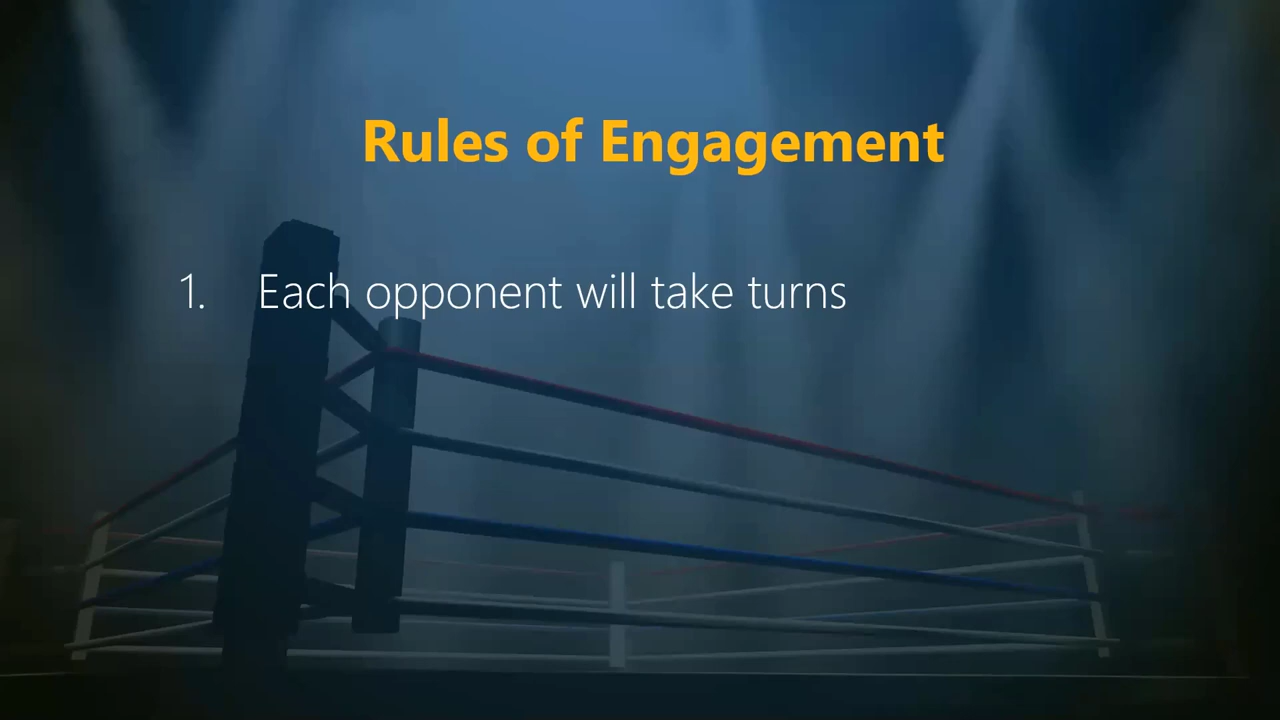 Rules of Engagement
1. Each opponent will take turns